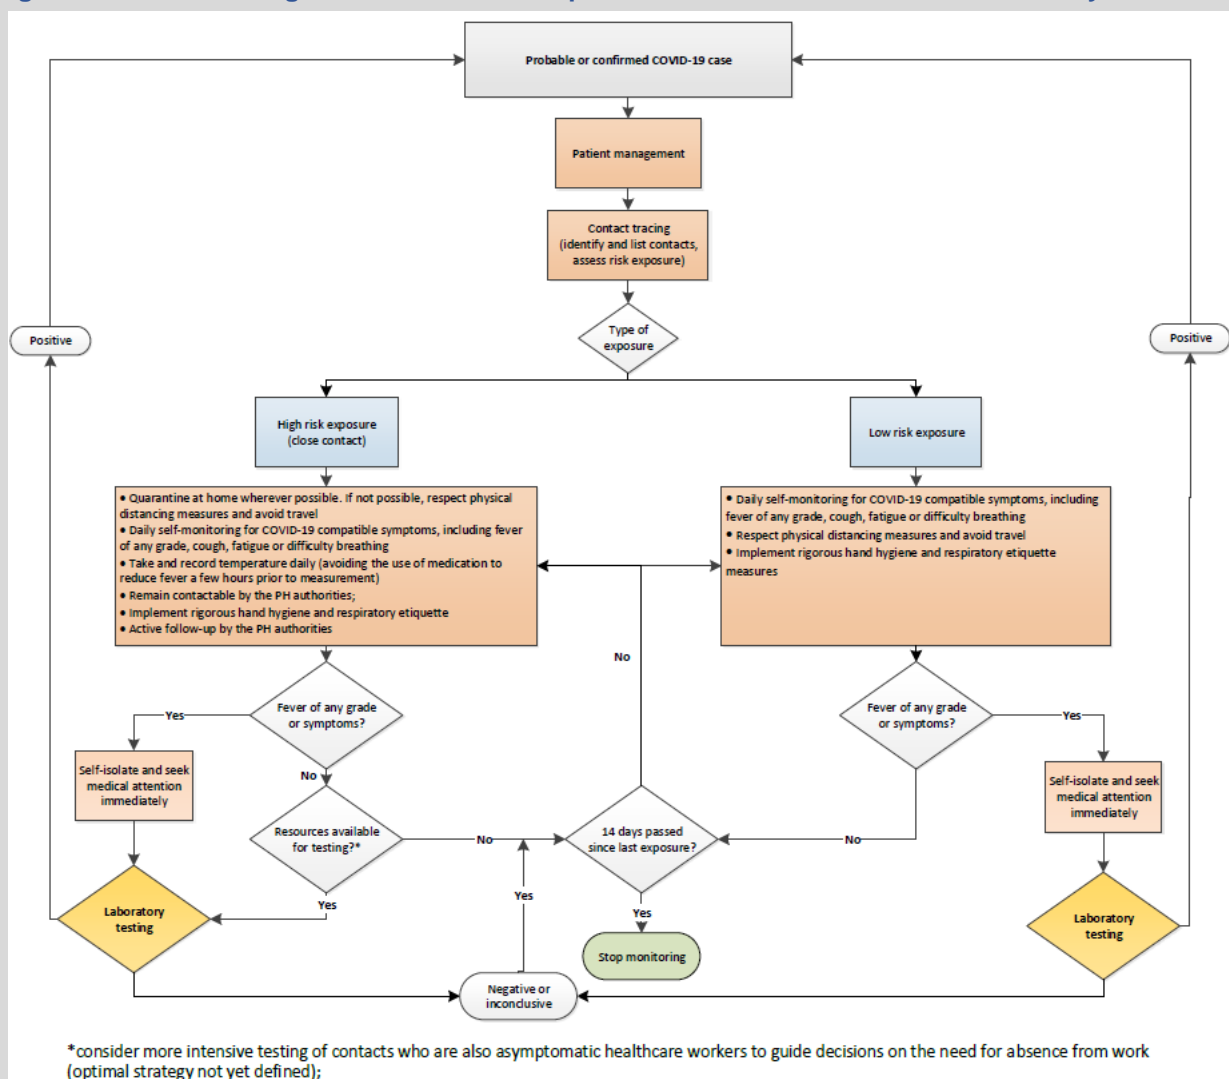 Probable or confirmed COVID-19 case
Patient management
Contact tracing
(identify and list contacts,
assess risk exposure)
Type of
exposure
Positive
Positive
High risk exposure
(close contact)
Low risk exposure
• Quarantine at home wherever possible. If not possible, respect physical
distancing measures and avoid travel
• Daily self-monitoring for COVID-19 compatible symptoms, including fever
of any grade, cough, fatigue or difficulty breathing
• Take and record temperature daily (avoiding the use of medication to
reduce fever a few hours prior to measurement)
• Remain contactable by the PH authorities;
• Implement rigorous hand hygiene and respiratory etiquette
• Active follow-up by the PH authorities
• Daily self-monitoring for COVID-19 compatible symptoms, including
fever of any grade, cough, fatigue or difficulty breathing
• Respect physical distancing measures and avoid travel
• Implement rigorous hand hygiene and respiratory etiquette
measures
No
Fever of any grade
or symptoms?
Yes
Fever of any grade
or symptoms?
Yes
Self-isolate and seek
medical attention
immediately
No
Self-isolate and seek
medical attention
immediately
Resources available
for testing?*
No
14 days passed
since last exposure?
No
Yes
Yes
Yes
Laboratory
testing
Laboratory
testing
Stop monitoring
Negative or
inconclusive
*consider more intensive testing of contacts who are also asymptomatic healthcare workers to guide decisions on the need for absence from work
(optimal strategy not yet defined);